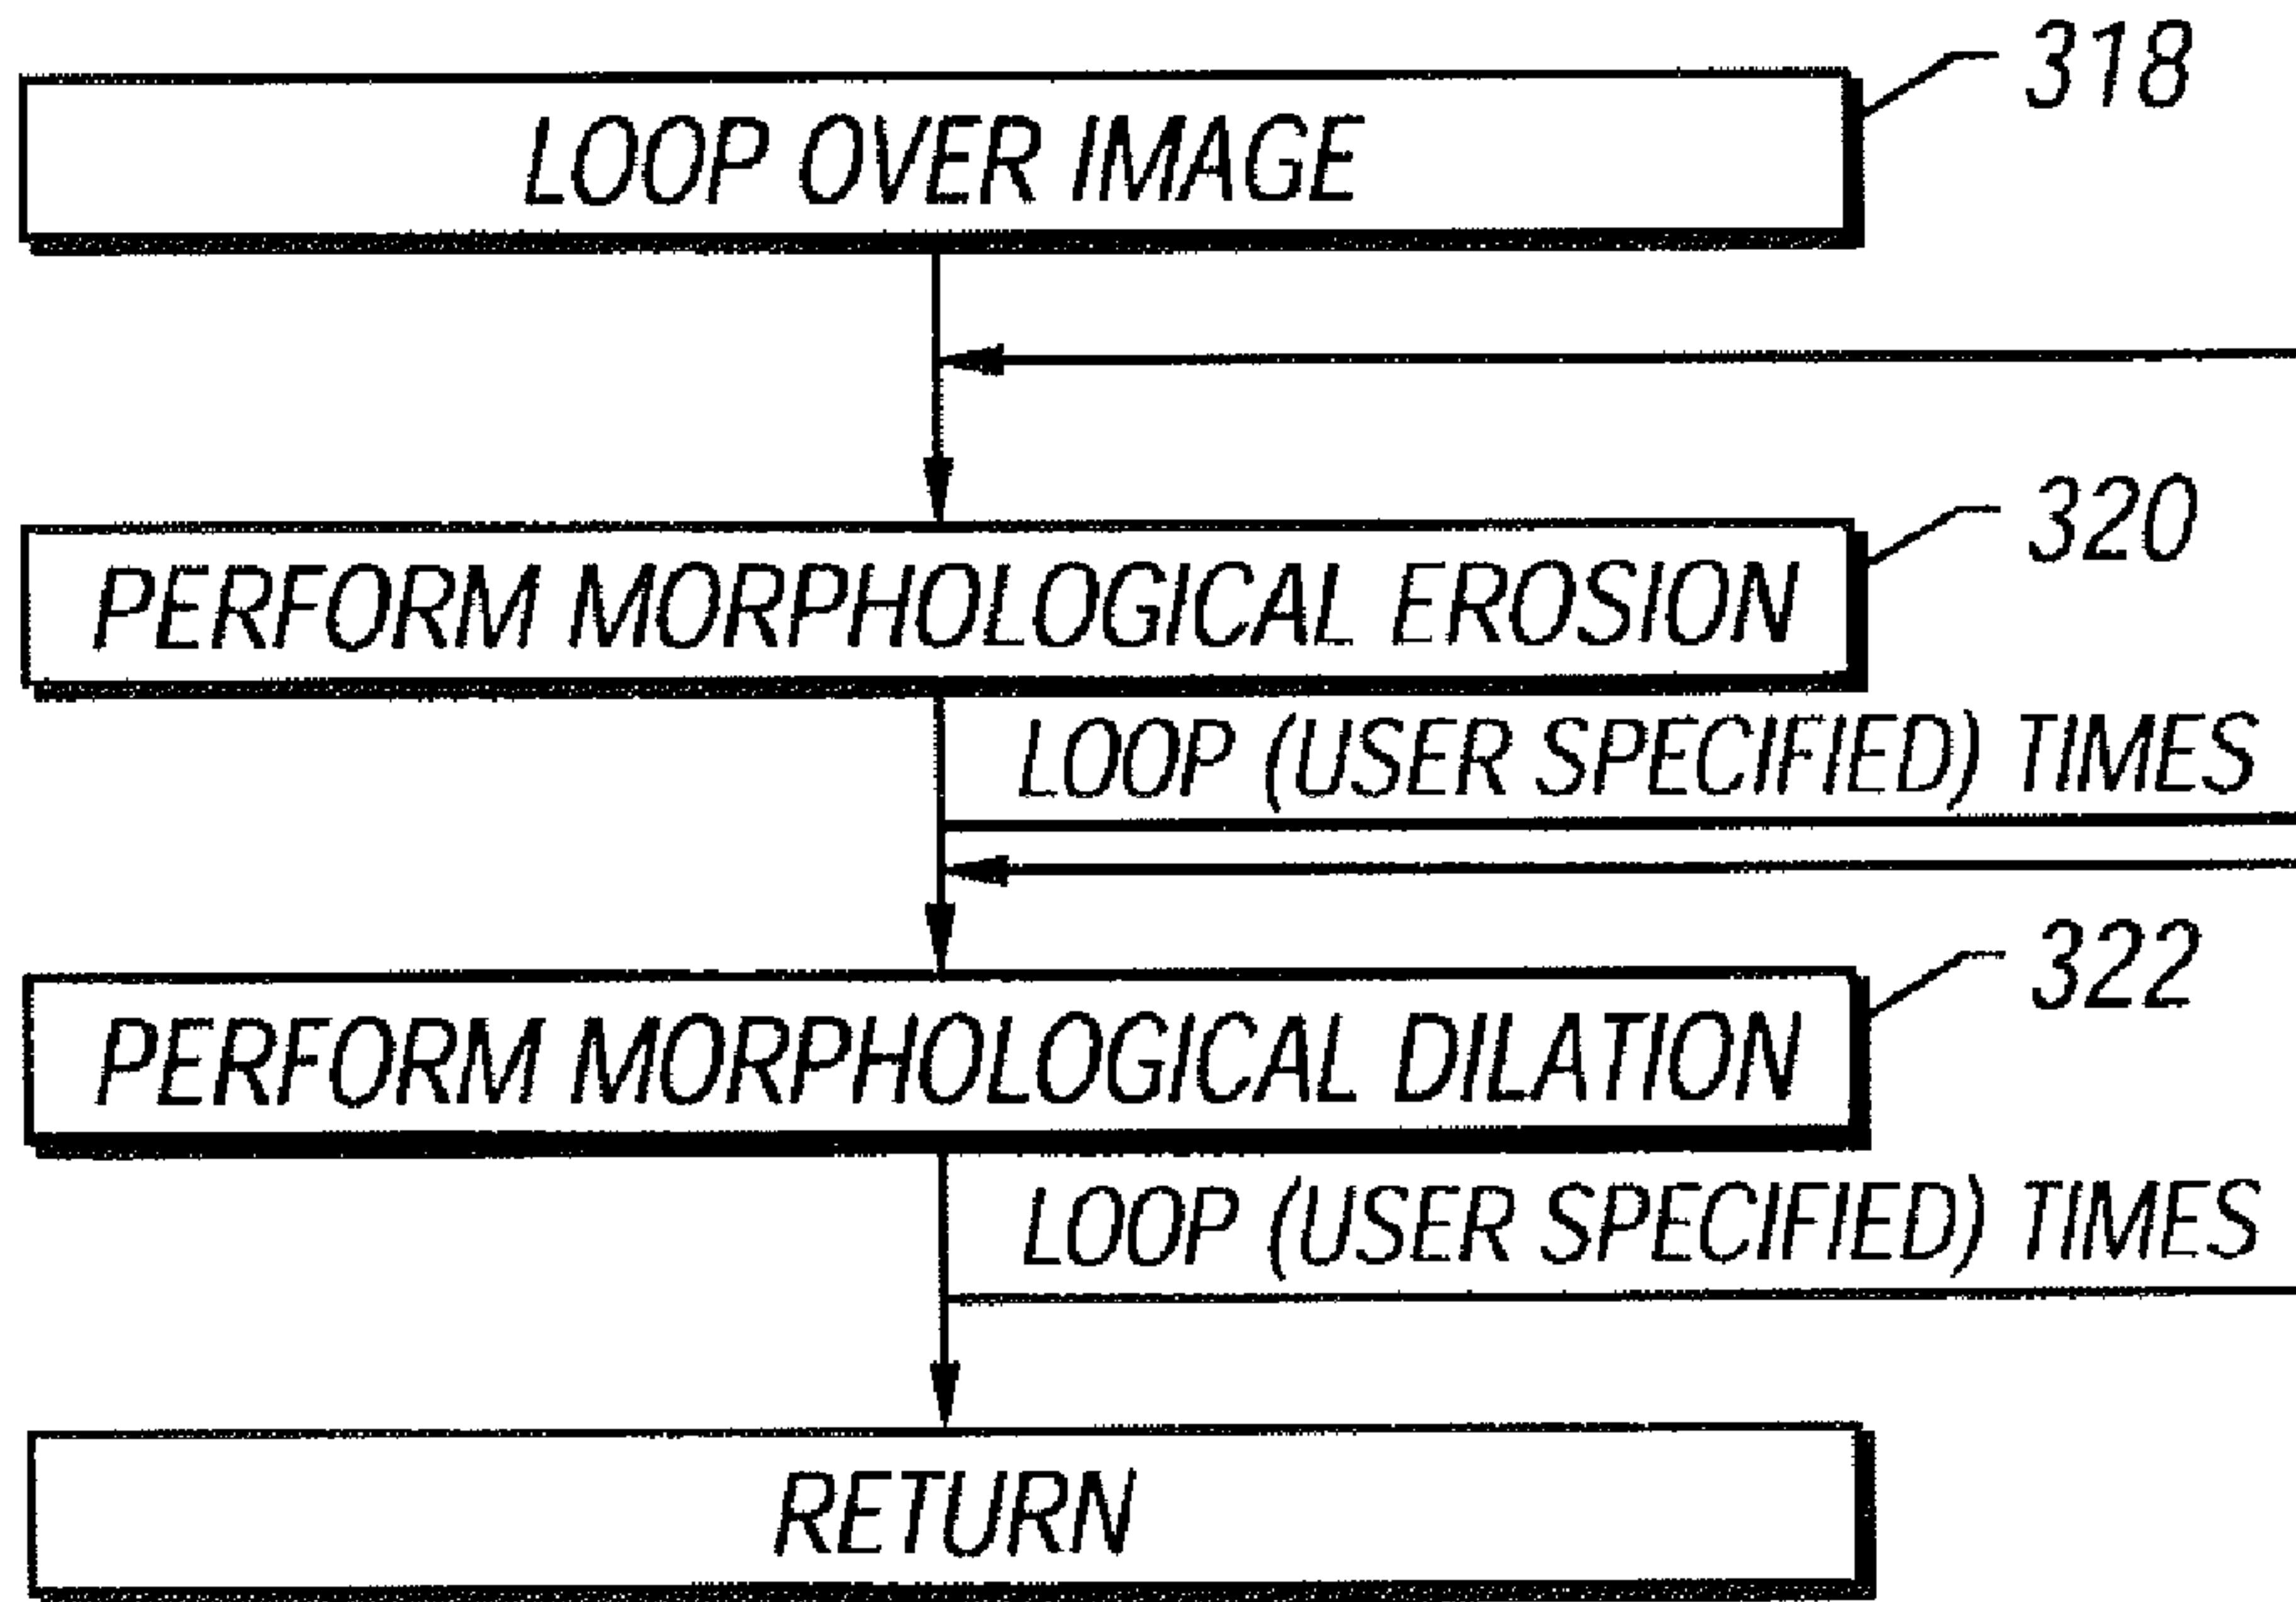 318
LOOP OVER IMAGE
320
PERFORM MORPHOLOGICAL EROSION
LOOP (USER SPECIFIED) TIMES
322
PERFORM MORPHOLOGICAL DILATION
LOOP (USER SPECIFIED) TIMES
RETURN